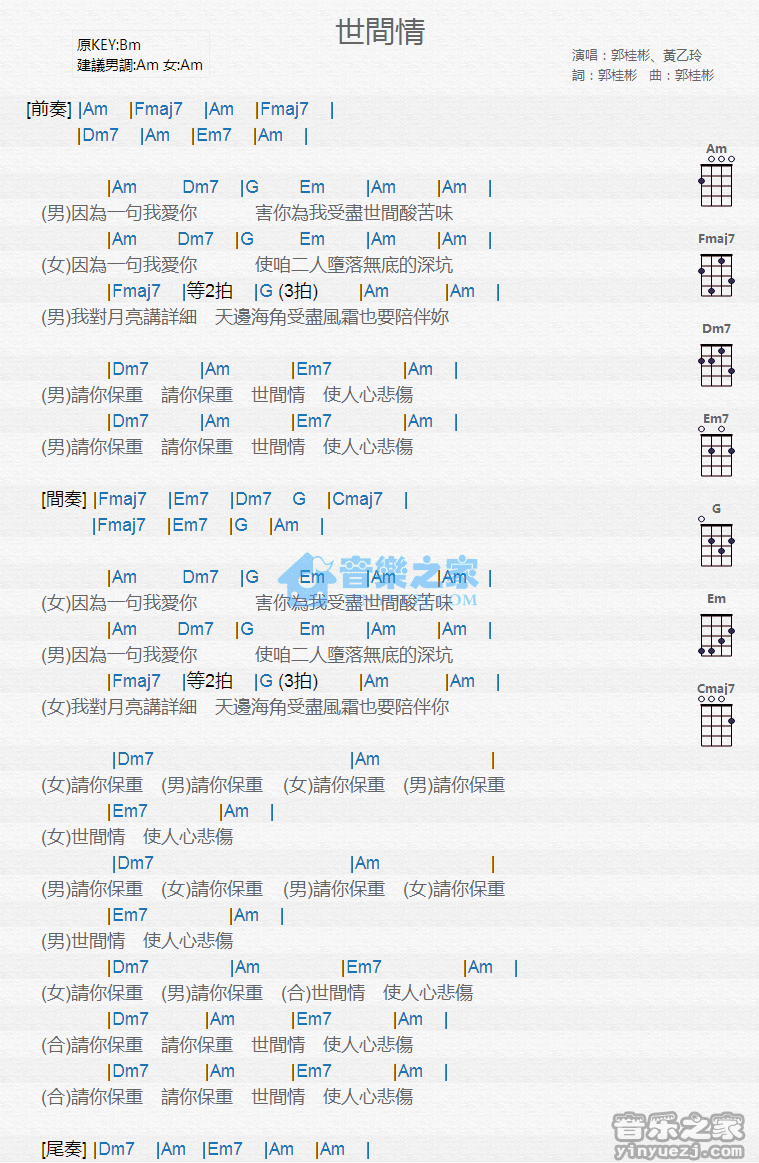 世間情
原KEY:Bm
建議男調:Am 女:Am
演唱：郭桂彬、黃乙玲
詞：郭桂彬 曲：郭桂彬
[前奏] |Am |Fmaj7 |Am |Fmaj7 |
|Dm7 |Am |Em7 |Am |
|Am Dm7 |G Em |Am |Am |
(男)因為一句我愛你 害你為我受盡世間酸苦味
|Am Dm7 |G Em |Am |Am |
(女)因為一句我愛你 使咱二人墮落無底的深坑
|Fmaj7 |等2拍 |G (3拍) |Am |Am |
(男)我對月亮講詳細 天邊海角受盡風霜也要陪伴妳
|Dm7 |Am |Em7 |Am |
(男)請你保重 請你保重 世間情 使人心悲傷
|Dm7 |Am |Em7 |Am |
(男)請你保重 請你保重 世間情 使人心悲傷
[間奏] |Fmaj7 |Em7 |Dm7 G |Cmaj7 |
|Fmaj7 |Em7 |G |Am |
|Am Dm7 |G Em |Am |Am |
(女)因為一句我愛你 害你為我受盡世間酸苦味
|Am Dm7 |G Em |Am |Am |
(男)因為一句我愛你 使咱二人墮落無底的深坑
|Fmaj7 |等2拍 |G (3拍) |Am |Am |
(女)我對月亮講詳細 天邊海角受盡風霜也要陪伴你
|Dm7 |Am |
(女)請你保重 (男)請你保重 (女)請你保重 (男)請你保重
|Em7 |Am |
(女)世間情 使人心悲傷
|Dm7 |Am |
(男)請你保重 (女)請你保重 (男)請你保重 (女)請你保重
|Em7 |Am |
(男)世間情 使人心悲傷
|Dm7 |Am |Em7 |Am |
(女)請你保重 (男)請你保重 (合)世間情 使人心悲傷
|Dm7 |Am |Em7 |Am |
(合)請你保重 請你保重 世間情 使人心悲傷
|Dm7 |Am |Em7 |Am |
(合)請你保重 請你保重 世間情 使人心悲傷
[尾奏] |Dm7 |Am |Em7 |Am |Am |
Am
Fmaj7
Dm7
Em7
G
Em
Cmaj7
音樂之家
.COM
音乐之家
yinyuezj.com